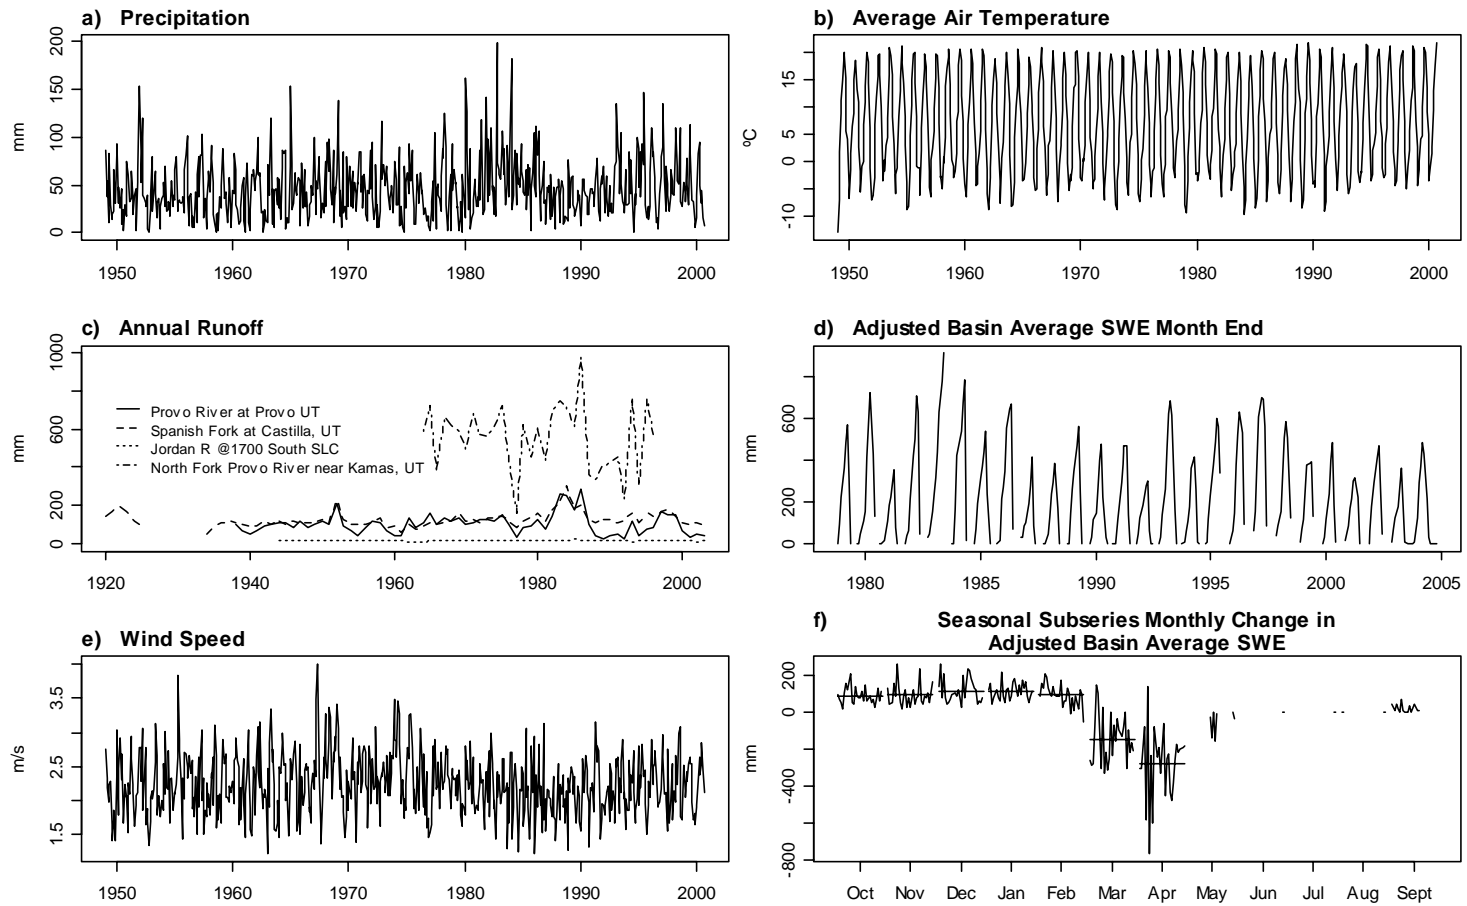 a) Precipitation
mm
200
150
100
50
0
1950 1960 1970 1980 1990 2000
b) Average Air Temperature
ºC
15
5
0
-10
1950 1960 1970 1980 1990 2000
c) Annual Runoff
mm
1000
600
200
0
Provo River at Provo UT
Spanish Fork at Castilla, UT
Jordan R @1700 South SLC
North Fork Provo River near Kamas, UT
1920 1940 1960 1980 2000
d) Adjusted Basin Average SWE Month End
mm
600
200
0
1980 1985 1990 1995 2000 2005
e) Wind Speed
m/s
3.5
2.5
1.5
1950 1960 1970 1980 1990 2000
f) Seasonal Subseries Monthly Change in
Adjusted Basin Average SWE
mm
200
0
-400
-800
Oct Nov Dec Jan Feb Mar Apr May Jun Jul Aug Sept